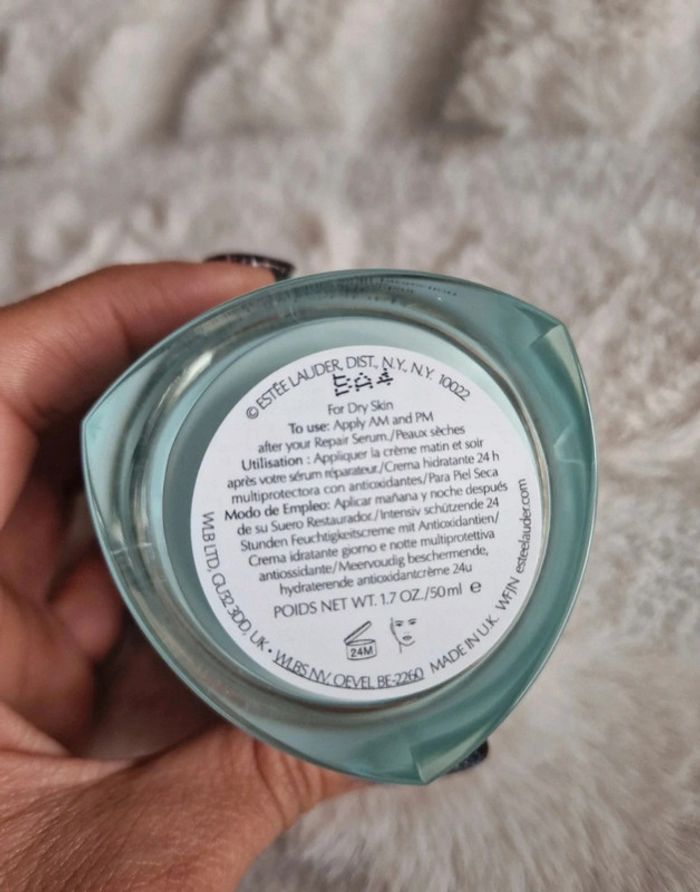 © ESTÉE LAUDER, DIST., N.Y., N.Y. 10022
For Dry Skin
To use: Apply AM and PM
after your Repair Serum./Peaux sèches
Utilisation : Appliquer la crème matin et soir
après votre sérum réparateur./Crema hidratante 24 h
multiprotectora con antioxidantes/Para Piel Seca
Modo de Empleo: Aplicar mañana y noche después
de su Suero Restaurador./Intensiv schützende 24
Stunden Feuchtigkeitscreme mit Antioxidantien/
Crema idratante giorno e notte multiprotettiva
antiossidante/Meervoudig beschermende,
hydraterende antioxidantcrème 24u
POIDS NET WT. 1.7 OZ./50 ml e
24M
WLB LTD, GU32 3DD, UK • WLBS NV, OEVEL BE-2260 MADE IN U.K. WFJN esteelauder.com